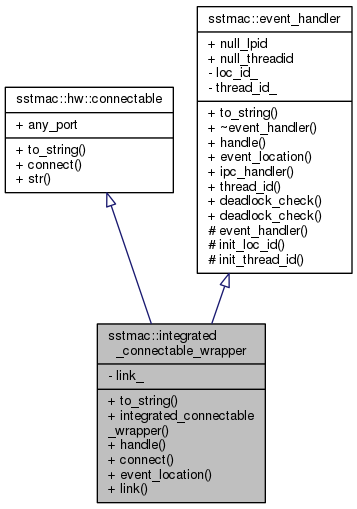 sstmac::event_handler
+ null_lpid
+ null_threadid
- loc_id_
- thread_id_
+ to_string()
+ ~event_handler()
+ handle()
+ event_location()
+ ipc_handler()
+ thread_id()
+ deadlock_check()
+ deadlock_check()
# event_handler()
# init_loc_id()
# init_thread_id()
sstmac::hw::connectable
+ any_port
+ to_string()
+ connect()
+ str()
sstmac::integrated
_connectable_wrapper
- link_
+ to_string()
+ integrated_connectable
_wrapper()
+ handle()
+ connect()
+ event_location()
+ link()